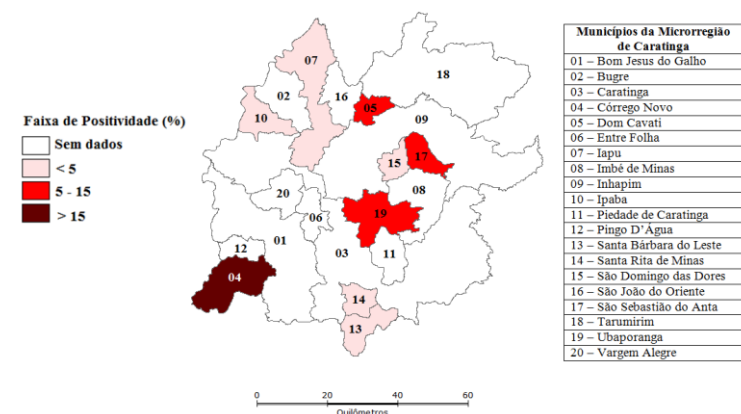 07
18
02
16
05
10
09
17
15
20
08
19
06
01
03
12
11
04
14
13
Faixa de Positividade (%)
Sem dados
< 5
5 - 15
> 15
Municípios da Microrregião
de Caratinga
01 – Bom Jesus do Galho
02 – Bugre
03 – Caratinga
04 – Córrego Novo
05 – Dom Cavati
06 – Entre Folha
07 – Iapu
08 – Imbé de Minas
09 – Inhapim
10 – Ipaba
11 – Piedade de Caratinga
12 – Pingo D'Água
13 – Santa Bárbara do Leste
14 – Santa Rita de Minas
15 – São Domingo das Dores
16 – São João do Oriente
17 – São Sebastião do Anta
18 – Tarumirim
19 – Ubaporanga
20 – Vargem Alegre
0 20 40 60
Quilômetros